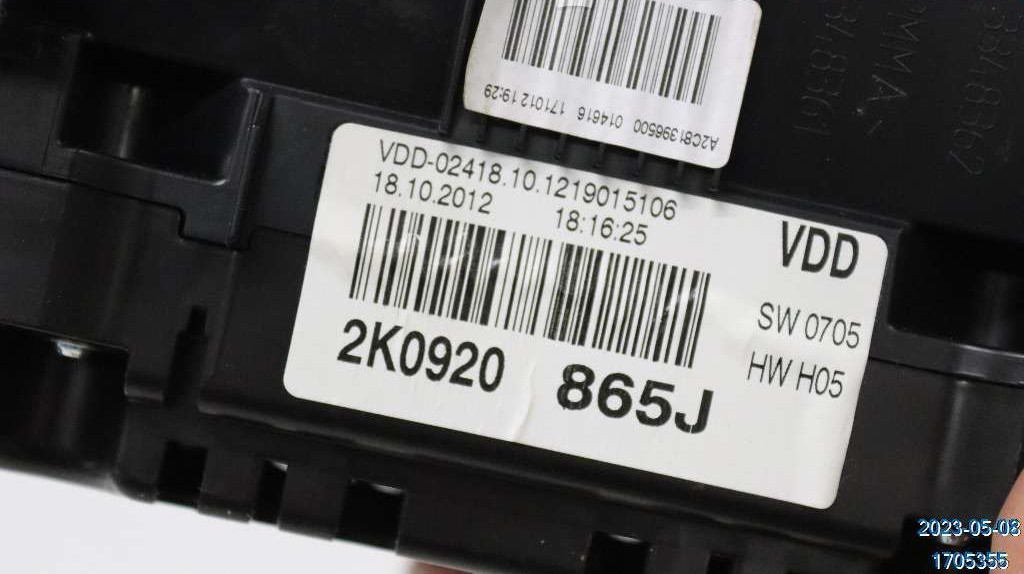 A2C81396500 014616 171012 19:29
VDD-02418.10.1219015106
18.10.2012 18:16:25
VDD
SW 0705
HW H05
2K0920 865J
2023-05-08
1705355